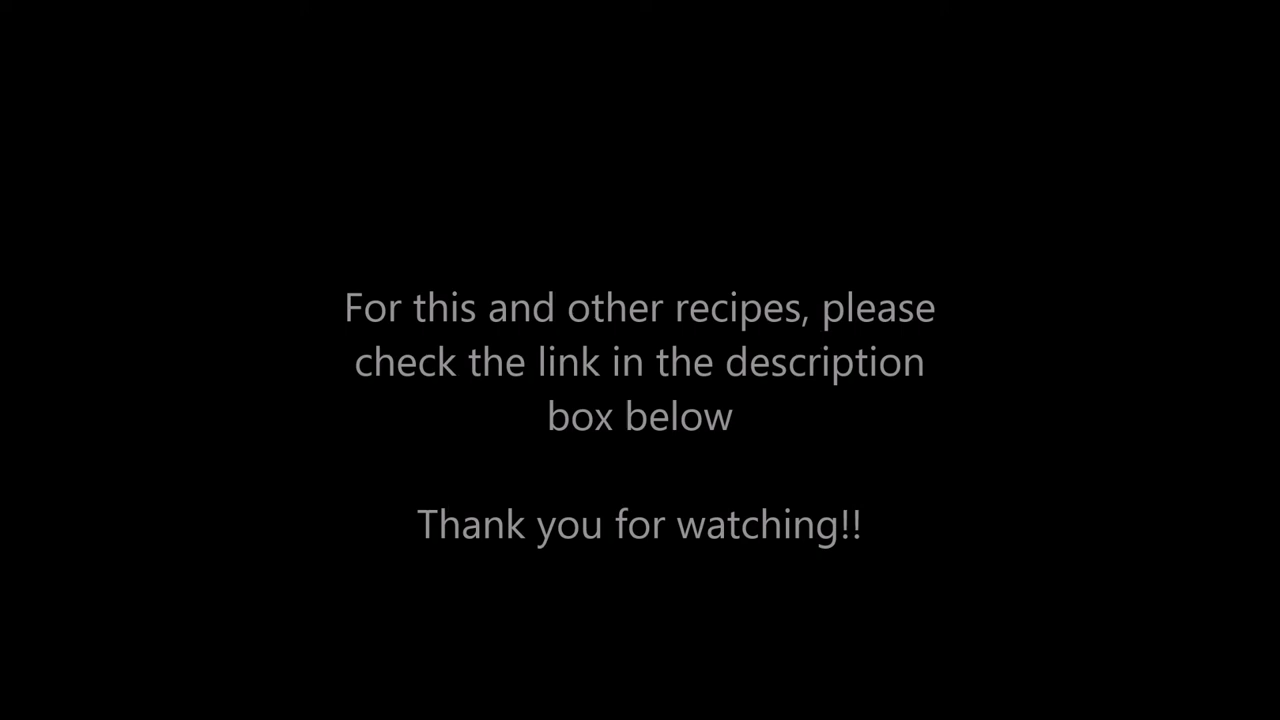 For this and other recipes, please
check the link in the description
box below
Thank you for watching!!